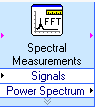 FFT
Spectral
Measurements
Signals
Power Spectrum